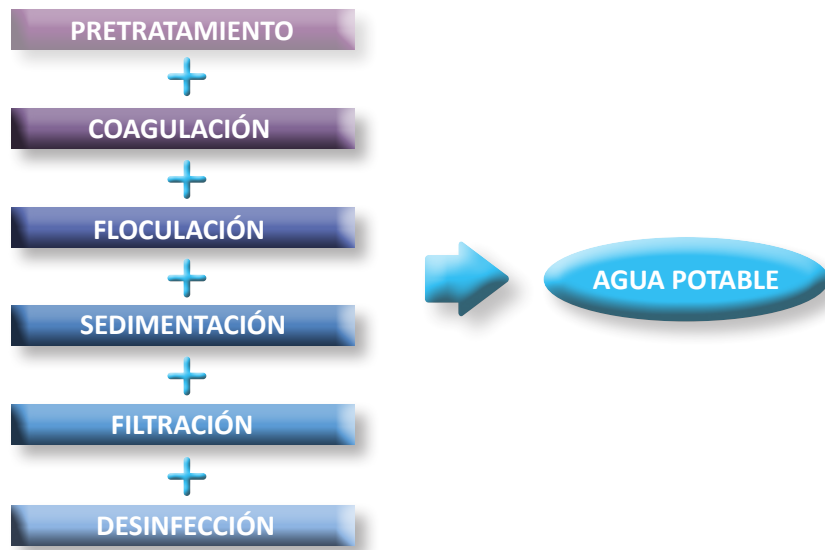 PRETRATAMIENTO
COAGULACIÓN
FLOCULACIÓN
SEDIMENTACIÓN
FILTRACIÓN
DESINFECCIÓN
AGUA POTABLE